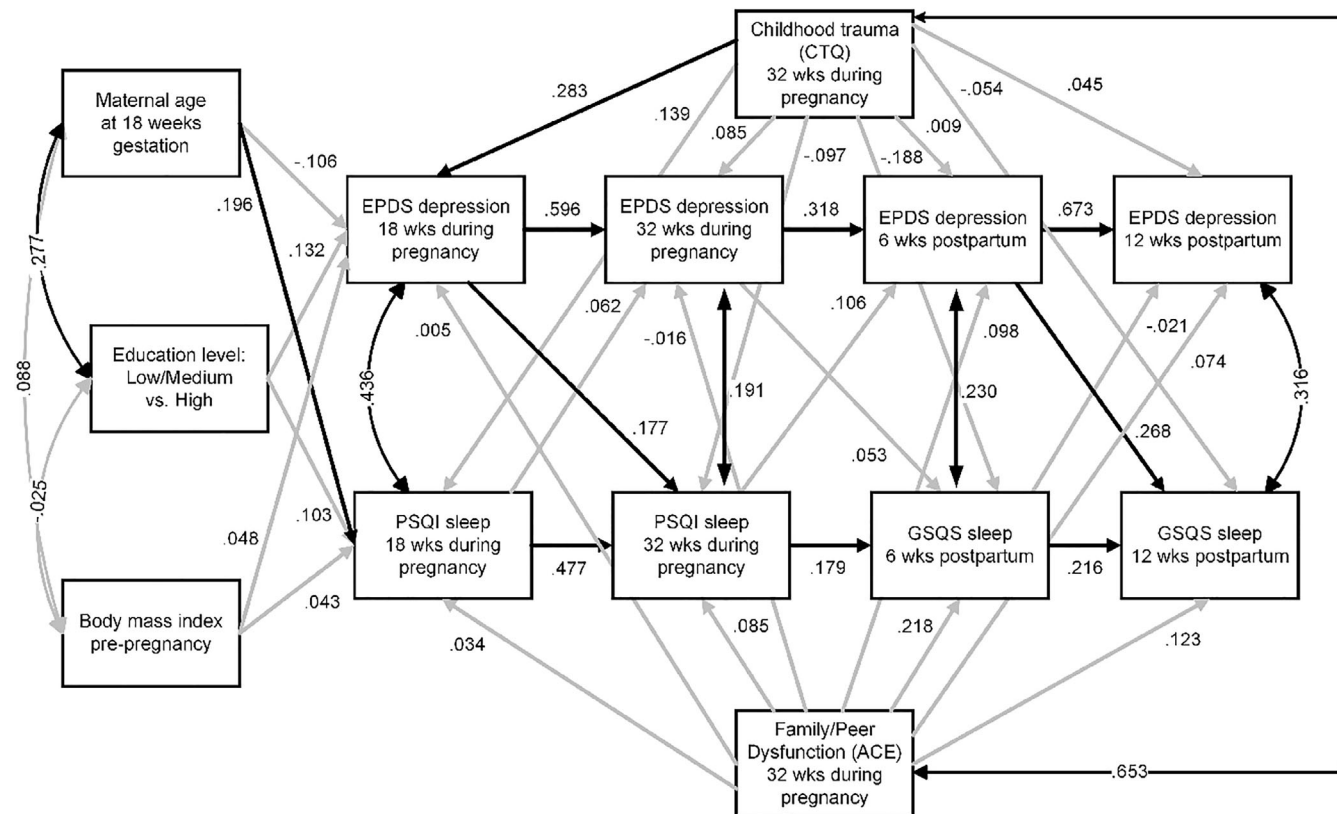 Childhood trauma
(CTQ)
32 wks during
pregnancy
Maternal age
at 18 weeks
gestation
.283
.139
.085
-.097
-.188
.009
-.054
.045
-.106
.196
EPDS depression
18 wks during
pregnancy
.596
EPDS depression
32 wks during
pregnancy
.318
EPDS depression
6 wks postpartum
.673
EPDS depression
12 wks postpartum
.277
.132
.005
.062
-.016
.106
.098
-.021
.074
Education level:
Low/Medium
vs. High
.088
.436
.191
.230
.316
.177
.053
.268
-.025
.048
.103
PSQI sleep
18 wks during
pregnancy
.477
PSQI sleep
32 wks during
pregnancy
.179
GSQS sleep
6 wks postpartum
.216
GSQS sleep
12 wks postpartum
Body mass index
pre-pregnancy
.043
.034
.085
.218
.123
Family/Peer
Dysfunction (ACE)
32 wks during
pregnancy
.653